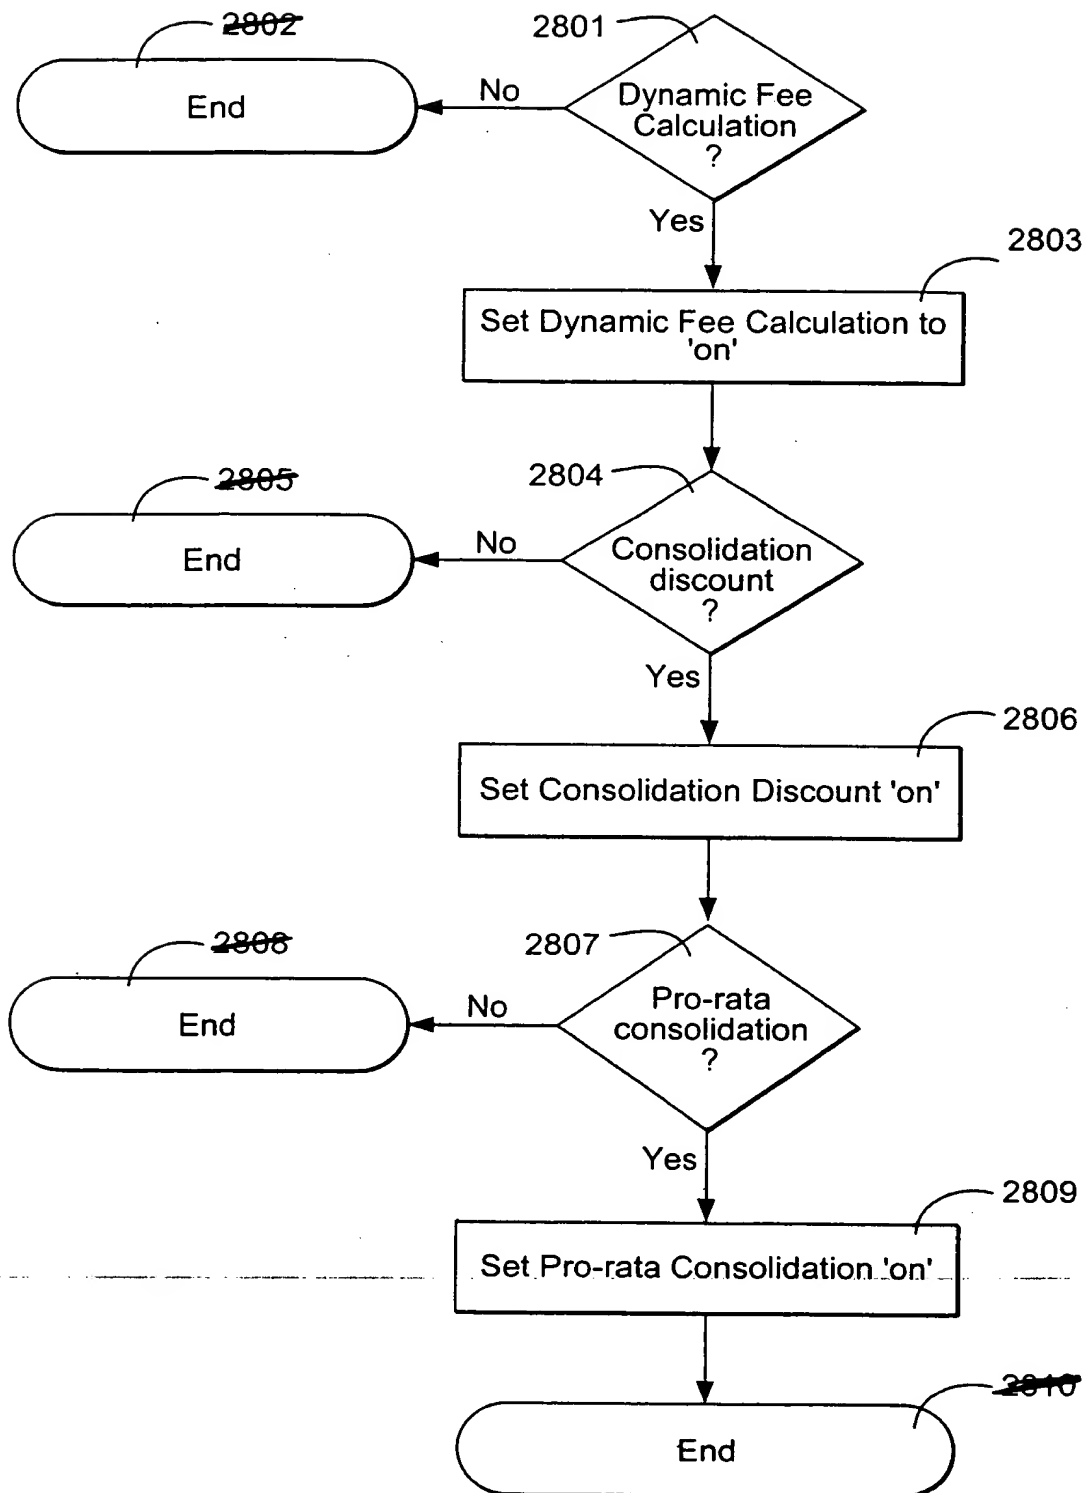 2802
2801
End
No
Dynamic Fee
Calculation
?
Yes
2803
Set Dynamic Fee Calculation to
'on'
2805
2804
End
No
Consolidation
discount
?
Yes
2806
Set Consolidation Discount 'on'
2808
2807
End
No
Pro-rata
consolidation
?
Yes
2809
Set Pro-rata Consolidation 'on'
2810
End